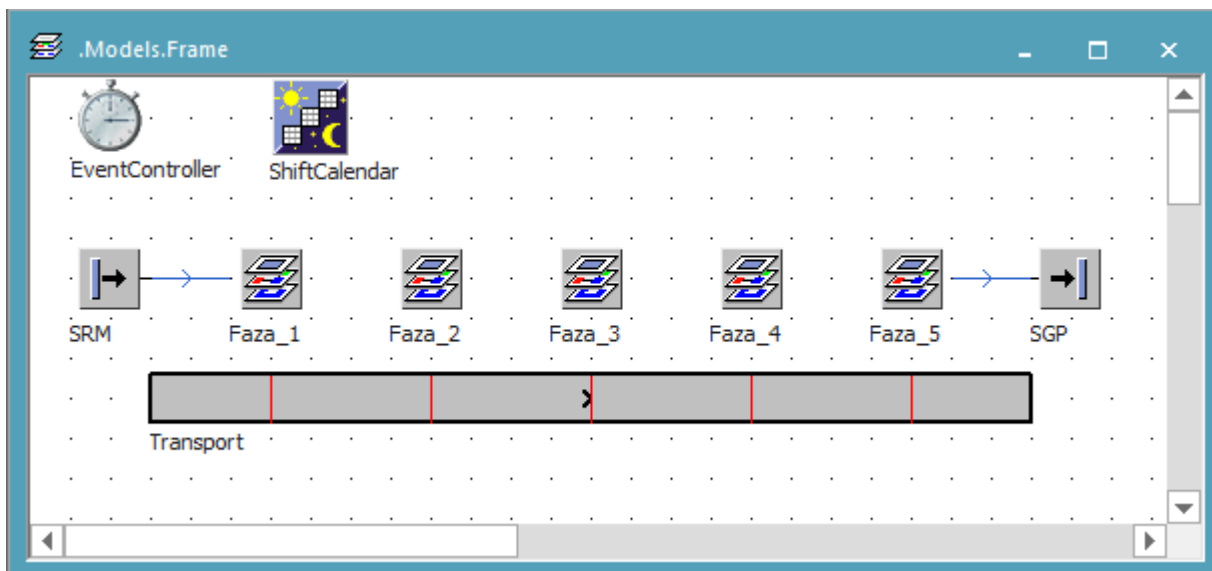 .Models.Frame
EventController
ShiftCalendar
SRM
Faza_1
Faza_2
Faza_3
Faza_4
Faza_5
SGP
Transport